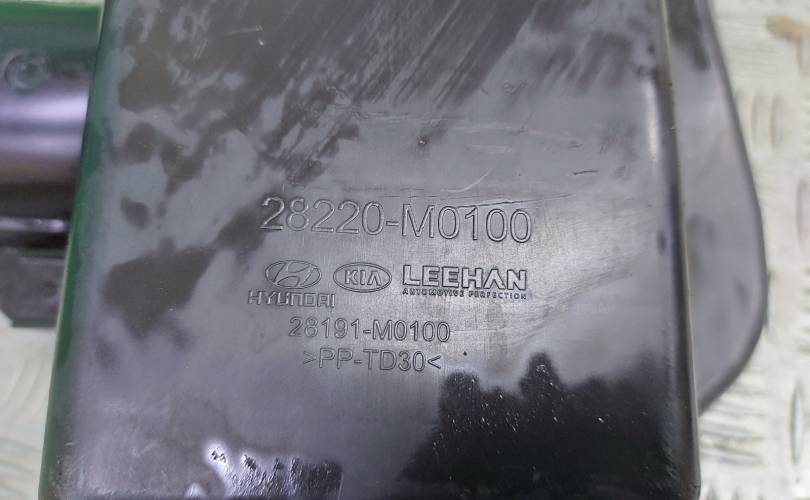 28220-M0100
HYUNDAI KIA LEEHAN
AUTOMOTIVE PERFECTION
28191-M0100
>PP-TD30<